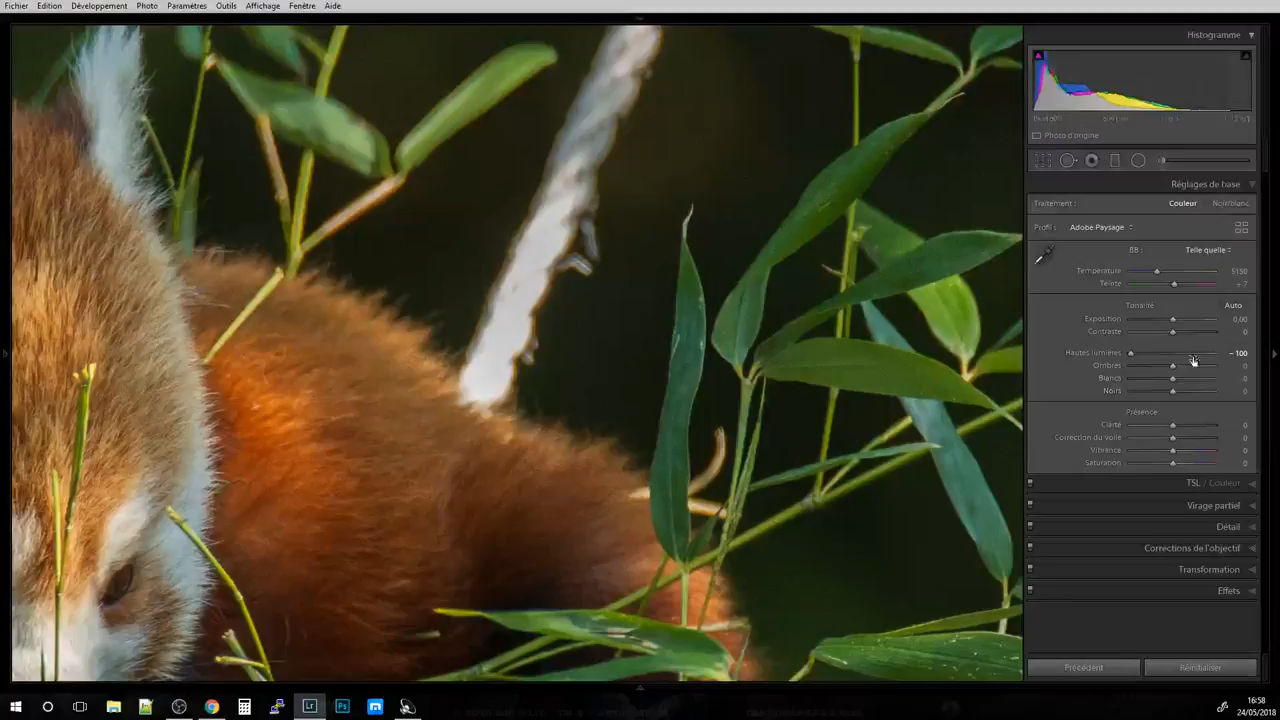 Fichier Edition Développement Photo Paramètres Outils Affichage Fenêtre Aide
Histogramme
Photo d'origine
Réglages de base
Traitement : Couleur Noir/blanc
Profil : Adobe Paysage
BB : Telle quelle
Température 5150
Teinte + 7
Tonalité Auto
Exposition 0,00
Contraste 0
Hautes lumières – 100
Ombres 0
Blancs 0
Noirs 0
Présence
Clarté 0
Correction du voile 0
Vibrance 0
Saturation 0
TSL / Couleur
Virage partiel
Détail
Corrections de l'objectif
Transformation
Effets
Précédent Réinitialiser
Lr Ps
16:58
24/05/2018